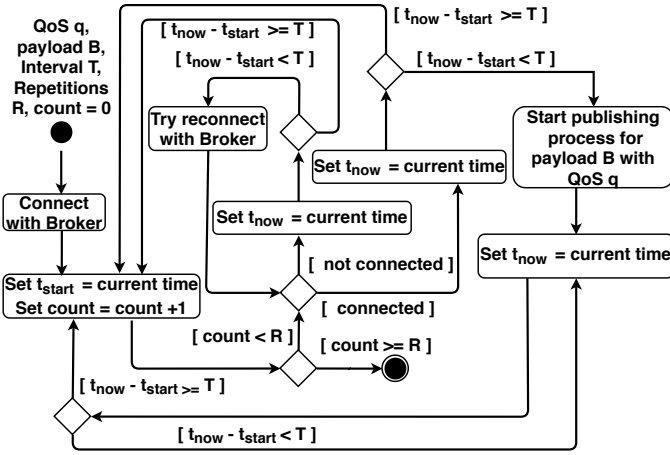 [ tnow - tstart >= T ]
QoS q,
payload B,
Interval T,
Repetitions
R, count = 0
[ tnow - tstart >= T ]
[ tnow - tstart < T ]
[ tnow - tstart < T ]
Try reconnect
with Broker
Start publishing
process for
payload B with
QoS q
Set tnow = current time
Connect
with Broker
Set tnow = current time
Set tnow = current time
[ not connected ]
Set tstart = current time
Set count = count +1
[ connected ]
[ count < R ]
[ count >= R ]
[ tnow - tstart >= T ]
[ tnow - tstart < T ]